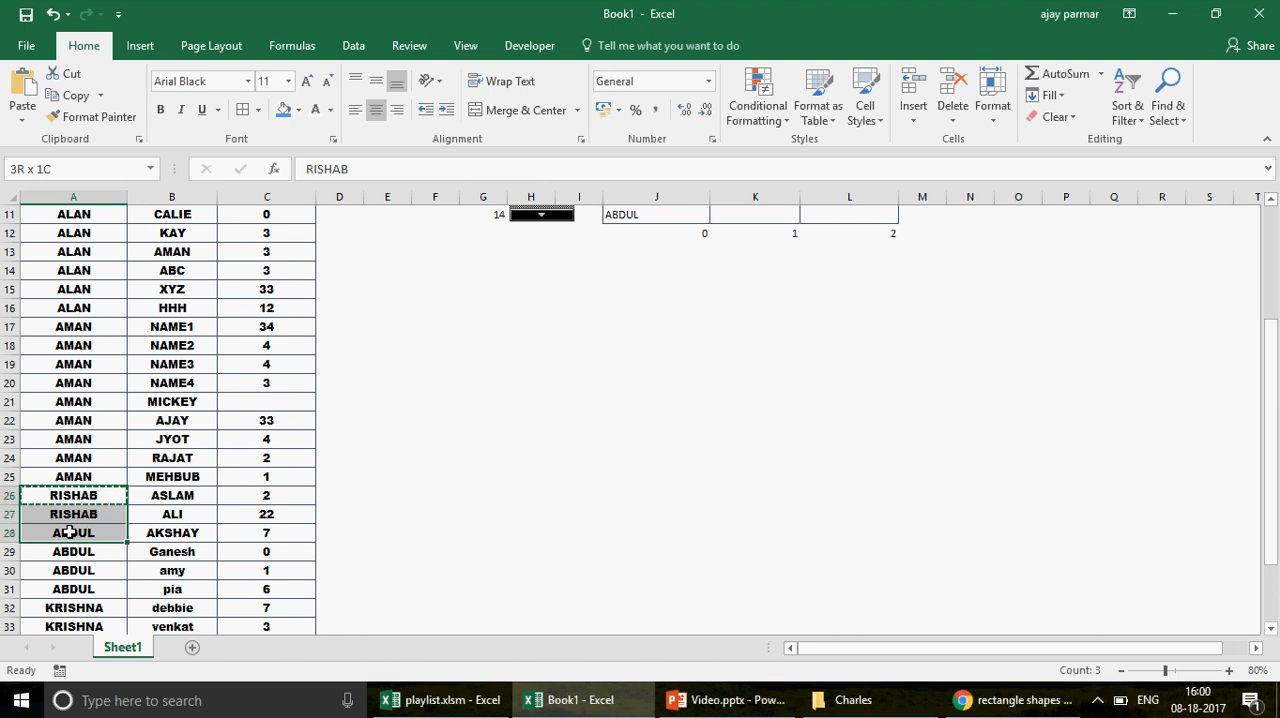 Book1 - Excel
ajay parmar
File Home Insert Page Layout Formulas Data Review View Developer Tell me what you want to do Share
Paste
Cut
Copy
Format Painter
Clipboard
Arial Black 11
B I U
Font
Wrap Text
Merge & Center
Alignment
General
Number
Conditional Formatting
Format as Table
Cell Styles
Styles
Insert Delete Format
Cells
AutoSum
Fill
Clear
Sort & Filter
Find & Select
Editing
3R x 1C RISHAB
A B C D E F G H I J K L M N O P Q R S T
11 ALAN CALIE 0 14 ABDUL
12 ALAN KAY 3 0 1 2
13 ALAN AMAN 3
14 ALAN ABC 3
15 ALAN XYZ 33
16 ALAN HHH 12
17 AMAN NAME1 34
18 AMAN NAME2 4
19 AMAN NAME3 4
20 AMAN NAME4 3
21 AMAN MICKEY
22 AMAN AJAY 33
23 AMAN JYOT 4
24 AMAN RAJAT 2
25 AMAN MEHBUB 1
26 RISHAB ASLAM 2
27 RISHAB ALI 22
28 ABDUL AKSHAY 7
29 ABDUL Ganesh 0
30 ABDUL amy 1
31 ABDUL pia 6
32 KRISHNA debbie 7
33 KRISHNA venkat 3
Sheet1
Ready Count: 3 80%
Type here to search playlist.xlsm - Excel Book1 - Excel Video.pptx - Pow... Charles rectangle shapes ... ENG 16:00
08-08-2017